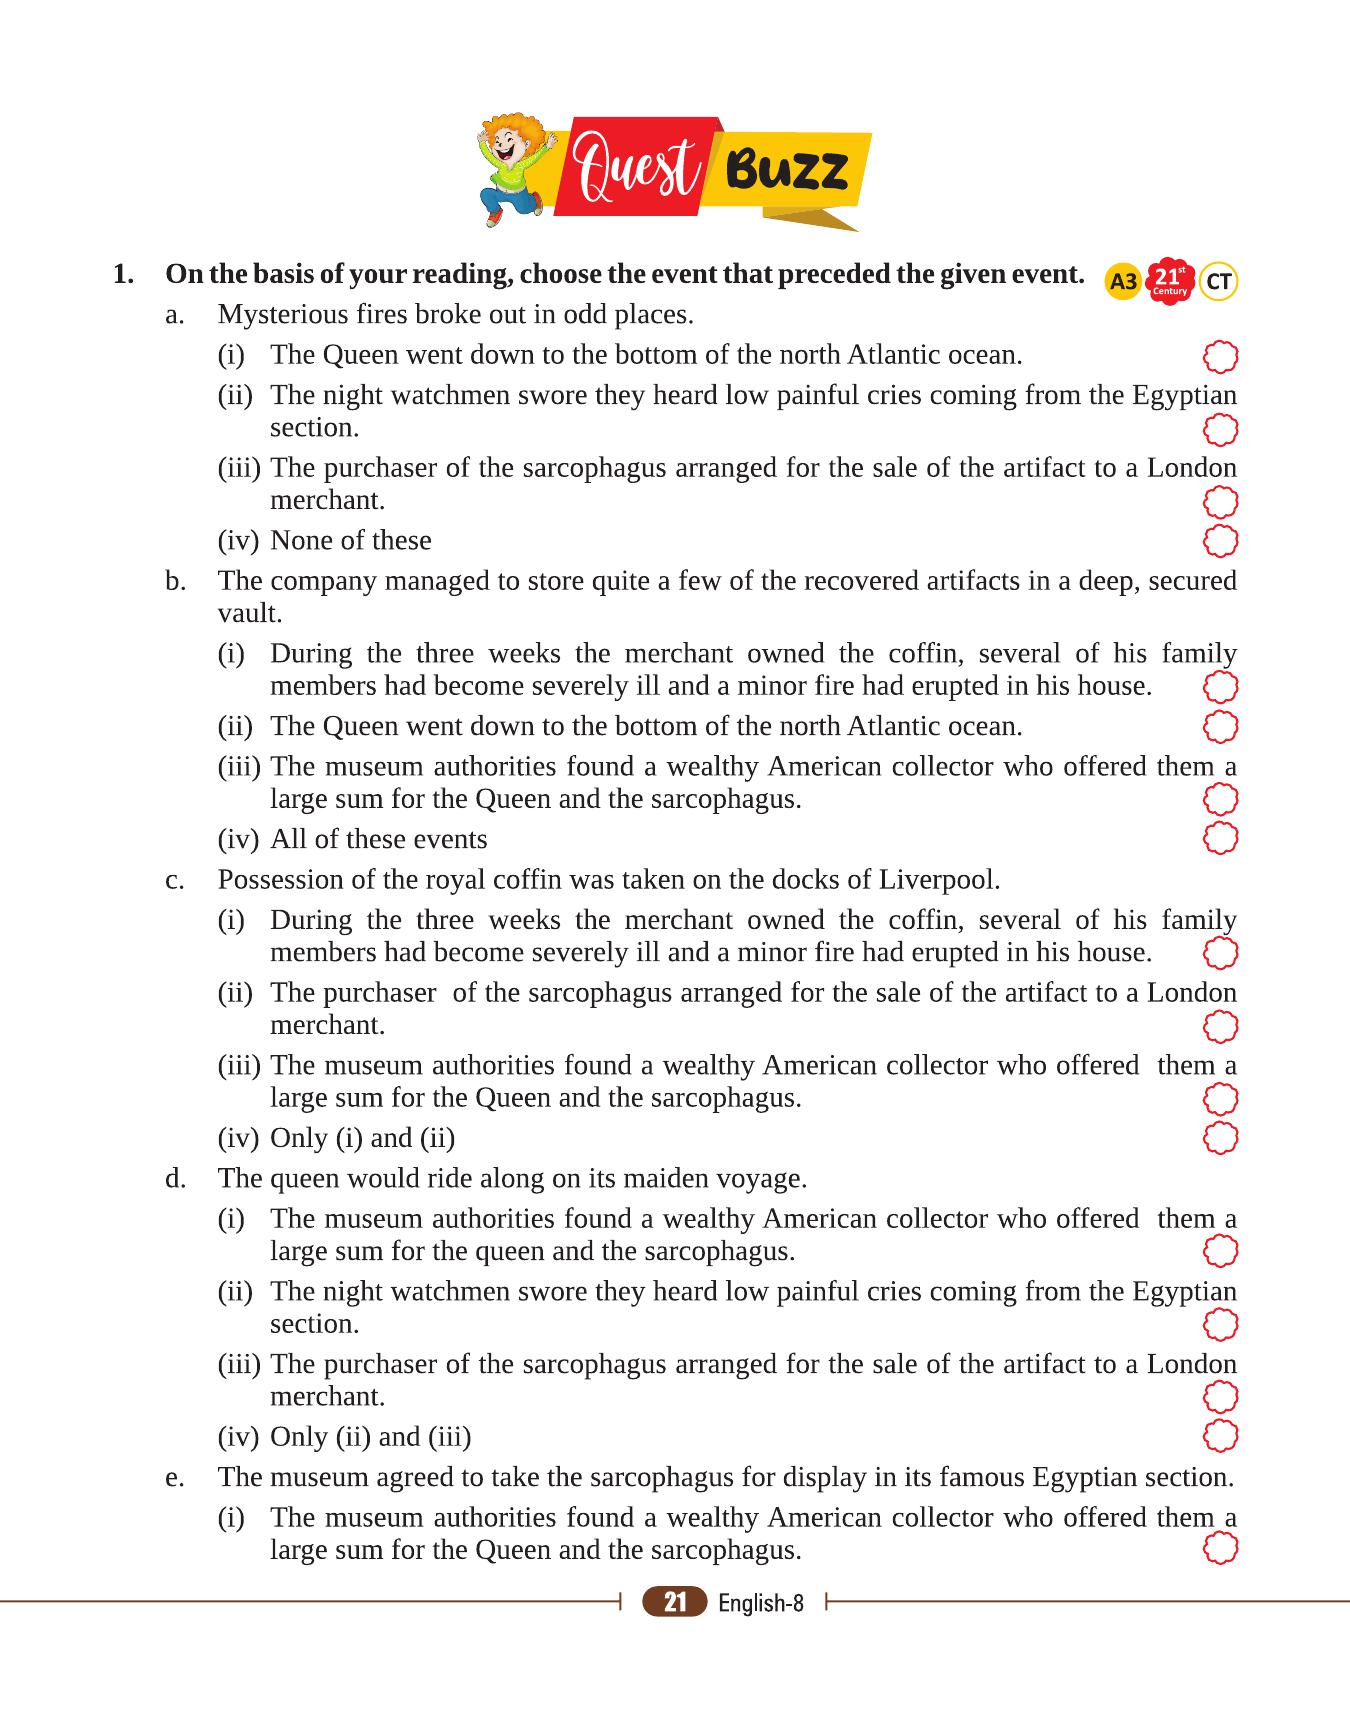 Quest Buzz
1. On the basis of your reading, choose the event that preceded the given event. A3 21st Century CT
a. Mysterious fires broke out in odd places.
(i) The Queen went down to the bottom of the north Atlantic ocean.
(ii) The night watchmen swore they heard low painful cries coming from the Egyptian
section.
(iii) The purchaser of the sarcophagus arranged for the sale of the artifact to a London
merchant.
(iv) None of these
b. The company managed to store quite a few of the recovered artifacts in a deep, secured
vault.
(i) During the three weeks the merchant owned the coffin, several of his family
members had become severely ill and a minor fire had erupted in his house.
(ii) The Queen went down to the bottom of the north Atlantic ocean.
(iii) The museum authorities found a wealthy American collector who offered them a
large sum for the Queen and the sarcophagus.
(iv) All of these events
c. Possession of the royal coffin was taken on the docks of Liverpool.
(i) During the three weeks the merchant owned the coffin, several of his family
members had become severely ill and a minor fire had erupted in his house.
(ii) The purchaser of the sarcophagus arranged for the sale of the artifact to a London
merchant.
(iii) The museum authorities found a wealthy American collector who offered them a
large sum for the Queen and the sarcophagus.
(iv) Only (i) and (ii)
d. The queen would ride along on its maiden voyage.
(i) The museum authorities found a wealthy American collector who offered them a
large sum for the queen and the sarcophagus.
(ii) The night watchmen swore they heard low painful cries coming from the Egyptian
section.
(iii) The purchaser of the sarcophagus arranged for the sale of the artifact to a London
merchant.
(iv) Only (ii) and (iii)
e. The museum agreed to take the sarcophagus for display in its famous Egyptian section.
(i) The museum authorities found a wealthy American collector who offered them a
large sum for the Queen and the sarcophagus.
21 English-8